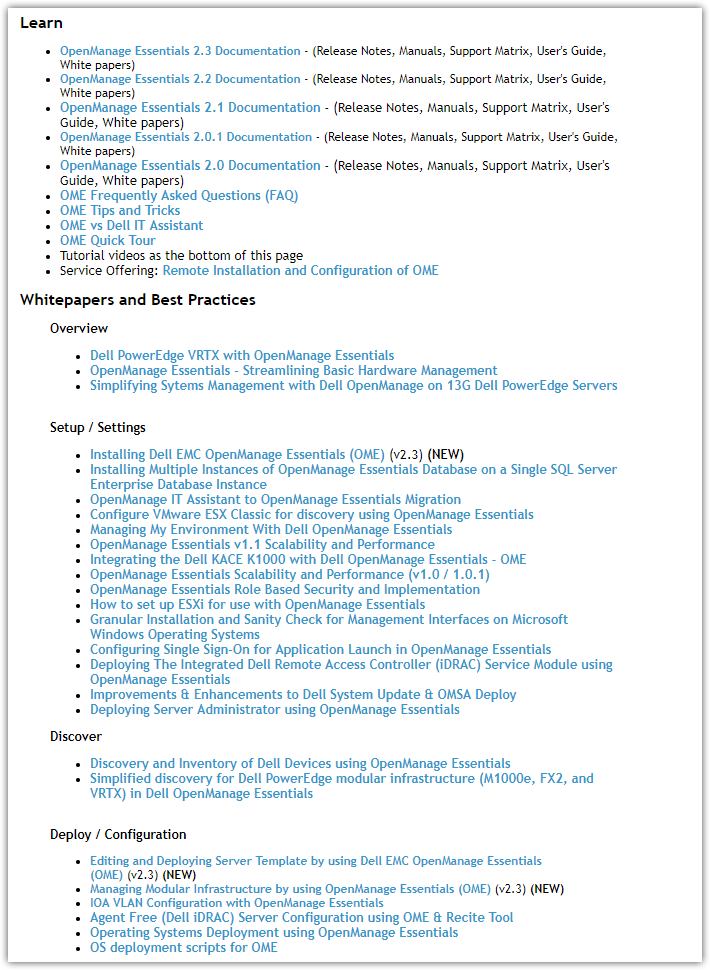 Learn
OpenManage Essentials 2.3 Documentation - (Release Notes, Manuals, Support Matrix, User's Guide,
White papers)
OpenManage Essentials 2.2 Documentation - (Release Notes, Manuals, Support Matrix, User's Guide,
White papers)
OpenManage Essentials 2.1 Documentation - (Release Notes, Manuals, Support Matrix, User's
Guide, White papers)
OpenManage Essentials 2.0.1 Documentation - (Release Notes, Manuals, Support Matrix, User's Guide,
White papers)
OpenManage Essentials 2.0 Documentation - (Release Notes, Manuals, Support Matrix, User's
Guide, White papers)
OME Frequently Asked Questions (FAQ)
OME Tips and Tricks
OME vs Dell IT Assistant
OME Quick Tour
Tutorial videos as the bottom of this page
Service Offering: Remote Installation and Configuration of OME
Whitepapers and Best Practices
Overview
Dell PowerEdge VRTX with OpenManage Essentials
OpenManage Essentials - Streamlining Basic Hardware Management
Simplifying Sytems Management with Dell OpenManage on 13G Dell PowerEdge Servers
Setup / Settings
Installing Dell EMC OpenManage Essentials (OME) (v2.3) (NEW)
Installing Multiple Instances of OpenManage Essentials Database on a Single SQL Server
Enterprise Database Instance
OpenManage IT Assistant to OpenManage Essentials Migration
Configure VMware ESX Classic for discovery using OpenManage Essentials
Managing My Environment With Dell OpenManage Essentials
OpenManage Essentials v1.1 Scalability and Performance
Integrating the Dell KACE K1000 with Dell OpenManage Essentials - OME
OpenManage Essentials Scalability and Performance (v1.0 / 1.0.1)
OpenManage Essentials Role Based Security and Implementation
How to set up ESXi for use with OpenManage Essentials
Granular Installation and Sanity Check for Management Interfaces on Microsoft
Windows Operating Systems
Configuring Single Sign-On for Application Launch in OpenManage Essentials
Deploying The Integrated Dell Remote Access Controller (iDRAC) Service Module using
OpenManage Essentials
Improvements & Enhancements to Dell System Update & OMSA Deploy
Deploying Server Administrator using OpenManage Essentials
Discover
Discovery and Inventory of Dell Devices using OpenManage Essentials
Simplified discovery for Dell PowerEdge modular infrastructure (M1000e, FX2, and
VRTX) in Dell OpenManage Essentials
Deploy / Configuration
Editing and Deploying Server Template by using Dell EMC OpenManage Essentials
(OME) (v2.3) (NEW)
Managing Modular Infrastructure by using OpenManage Essentials (OME) (v2.3) (NEW)
IOA VLAN Configuration with OpenManage Essentials
Agent Free (Dell iDRAC) Server Configuration using OME & Recite Tool
Operating Systems Deployment using OpenManage Essentials
OS deployment scripts for OME